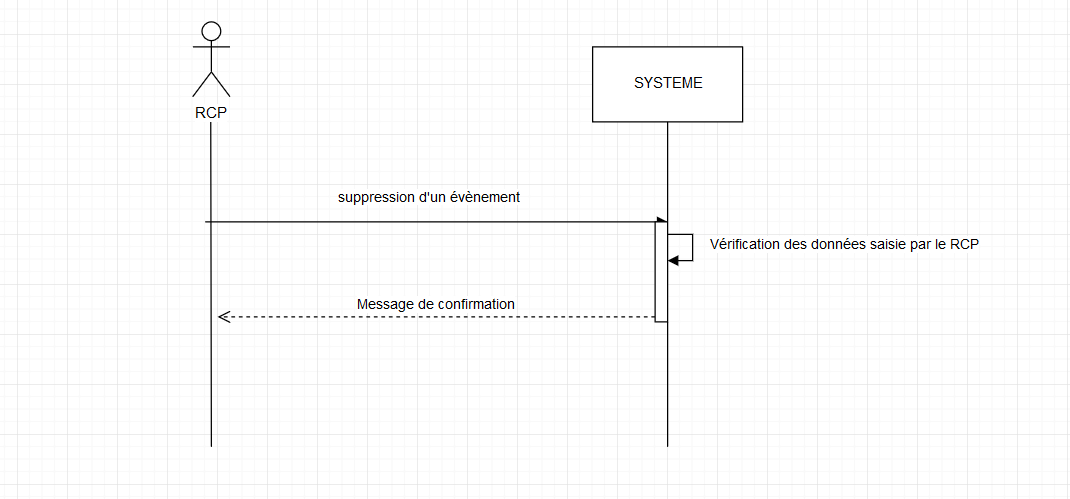 RCP
SYSTEME
suppression d'un évènement
Vérification des données saisie par le RCP
Message de confirmation